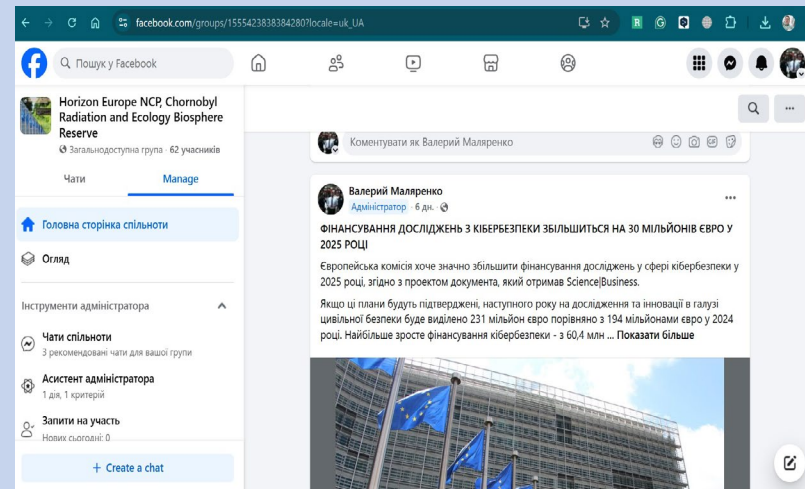 facebook.com/groups/1555423838384280?locale=uk_UA
Пошук у Facebook
Horizon Europe NCP, Chornobyl
Radiation and Ecology Biosphere
Reserve
Загальнодоступна група · 62 учасників
Чати
Manage
Головна сторінка спільноти
Огляд
Інструменти адміністратора
Чати спільноти
3 рекомендовані чати для вашої групи
Асистент адміністратора
1 дія, 1 критерій
Запити на участь
Нових сьогодні: 0
+ Create a chat
Коментувати як Валерий Маляренко
Валерий Маляренко
Адміністратор · 6 дн. ·
ФІНАНСУВАННЯ ДОСЛІДЖЕНЬ З КІБЕРБЕЗПЕКИ ЗБІЛЬШИТЬСЯ НА 30 МІЛЬЙОНІВ ЄВРО У
2025 РОЦІ
Європейська комісія хоче значно збільшити фінансування досліджень у сфері кібербезпеки у
2025 році, згідно з проектом документа, який отримав Science|Business.
Якщо ці плани будуть підтверджені, наступного року на дослідження та інновації в галузі
цивільної безпеки буде виділено 231 мільйон євро порівняно з 194 мільйонами євро у 2024
році. Найбільше зросте фінансування кібербезпеки - з 60,4 млн ... Показати більше